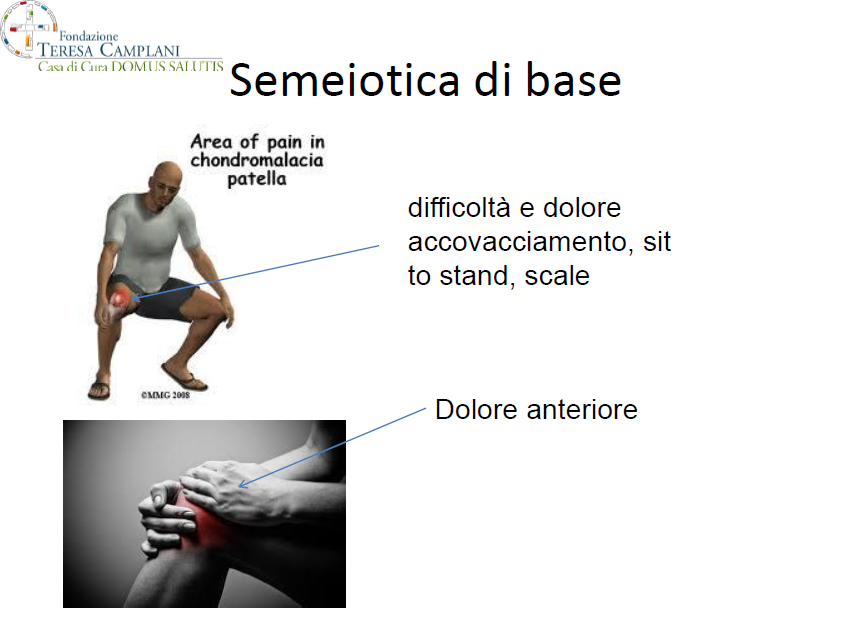 Fondazione
TERESA CAMPLANI
Casa di Cura DOMUS SALUTIS
Semeiotica di base
Area of pain in
chondromalacia
patella
difficoltà e dolore
accovacciamento, sit
to stand, scale
©MMG 2008
Dolore anteriore